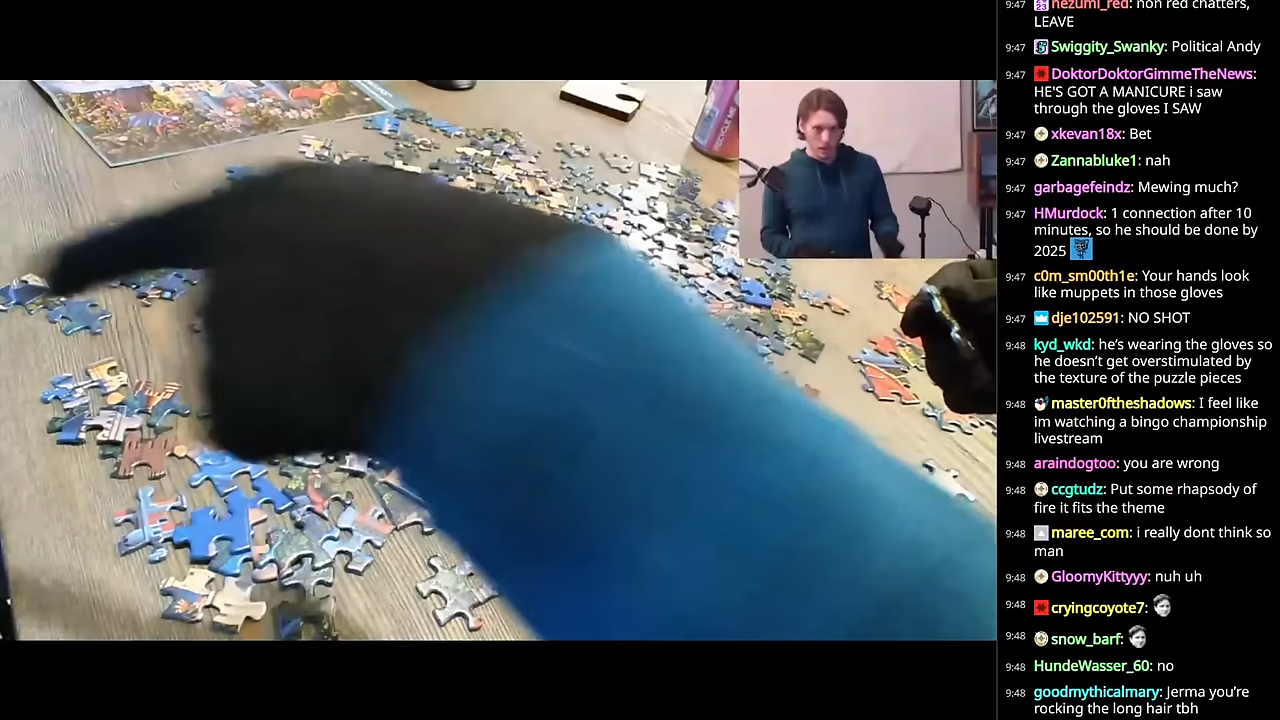 9:47 nezumi_red: non red chatters,
LEAVE
9:47 Swiggity_Swanky: Political Andy
9:47 DoktorDoktorGimmeTheNews:
HE'S GOT A MANICURE i saw
through the gloves I SAW
9:47 xkevan18x: Bet
9:47 Zannabluke1: nah
9:47 garbagefeindz: Mewing much?
9:47 HMurdock: 1 connection after 10
minutes, so he should be done by
2025
9:47 c0m_sm00th1e: Your hands look
like muppets in those gloves
9:47 dje102591: NO SHOT
9:48 kyd_wkd: he's wearing the gloves so
he doesn't get overstimulated by
the texture of the puzzle pieces
9:48 master0ftheshadows: I feel like
im watching a bingo championship
livestream
9:48 araindogtoo: you are wrong
9:48 ccgtudz: Put some rhapsody of
fire it fits the theme
9:48 maree_com: i really dont think so
man
9:48 GloomyKittyyy: nuh uh
9:48 cryingcoyote7:
9:48 snow_barf:
9:48 HundeWasser_60: no
9:48 goodmythicalmary: Jerma you're
rocking the long hair tbh
RECYCLE ME